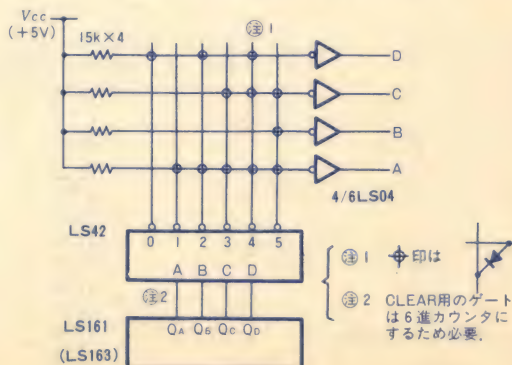 Vcc
(+5V)
15k×4
注1
D
C
B
A
4/6LS04
LS42
0 1 2 3 4 5
A B C D
注2
LS161
(LS163)
QA QB QC QD
注1 印は
注2 CLEAR用のゲート
は6進カウンタに
するため必要.